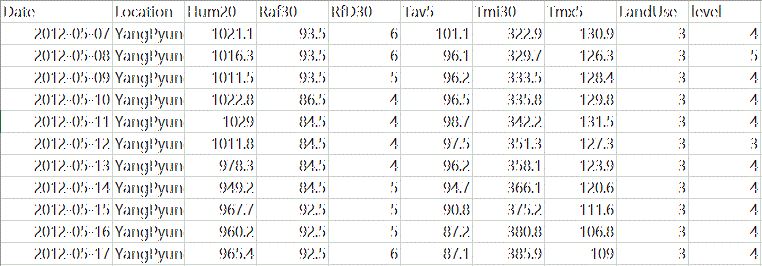 Date Location Hum20 Raf30 RfD30 Tav5 Tmi30 Tmx5 LandUse level
2012-05-07 YangPyun 1021.1 93.5 6 101.1 322.9 130.9 3 4
2012-05-08 YangPyun 1016.3 93.5 6 96.1 329.7 126.3 3 5
2012-05-09 YangPyun 1011.5 93.5 5 96.2 333.5 128.4 3 4
2012-05-10 YangPyun 1022.8 86.5 4 96.5 335.8 129.8 3 4
2012-05-11 YangPyun 1029 84.5 4 98.7 342.2 131.5 3 4
2012-05-12 YangPyun 1011.8 84.5 4 97.5 351.3 127.3 3 3
2012-05-13 YangPyun 978.3 84.5 4 96.2 358.1 123.9 3 4
2012-05-14 YangPyun 949.2 84.5 5 94.7 366.1 120.6 3 4
2012-05-15 YangPyun 967.7 92.5 5 90.8 375.2 111.6 3 4
2012-05-16 YangPyun 960.2 92.5 5 87.2 380.8 106.8 3 4
2012-05-17 YangPyun 965.4 92.5 6 87.1 385.9 109 3 4